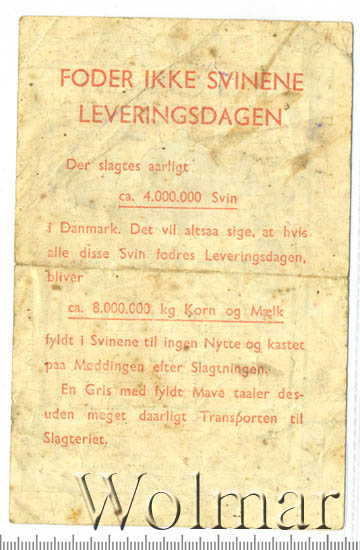 FODER IKKE SVINENE
LEVERINGSDAGEN
Der slagtes aarligt
ca. 4.000.000 Svin
i Danmark. Det vil altsaa sige, at hvis
alle disse Svin fodres Leveringsdagen,
bliver
ca. 8.000.000 kg Korn og Mælk
fyldt i Svinene til ingen Nytte og kastet
paa Møddingen efter Slagtningen.
En Gris med fyldt Mave taaler des-
uden meget daarligt Transporten til
Slagteriet.
Wolmar